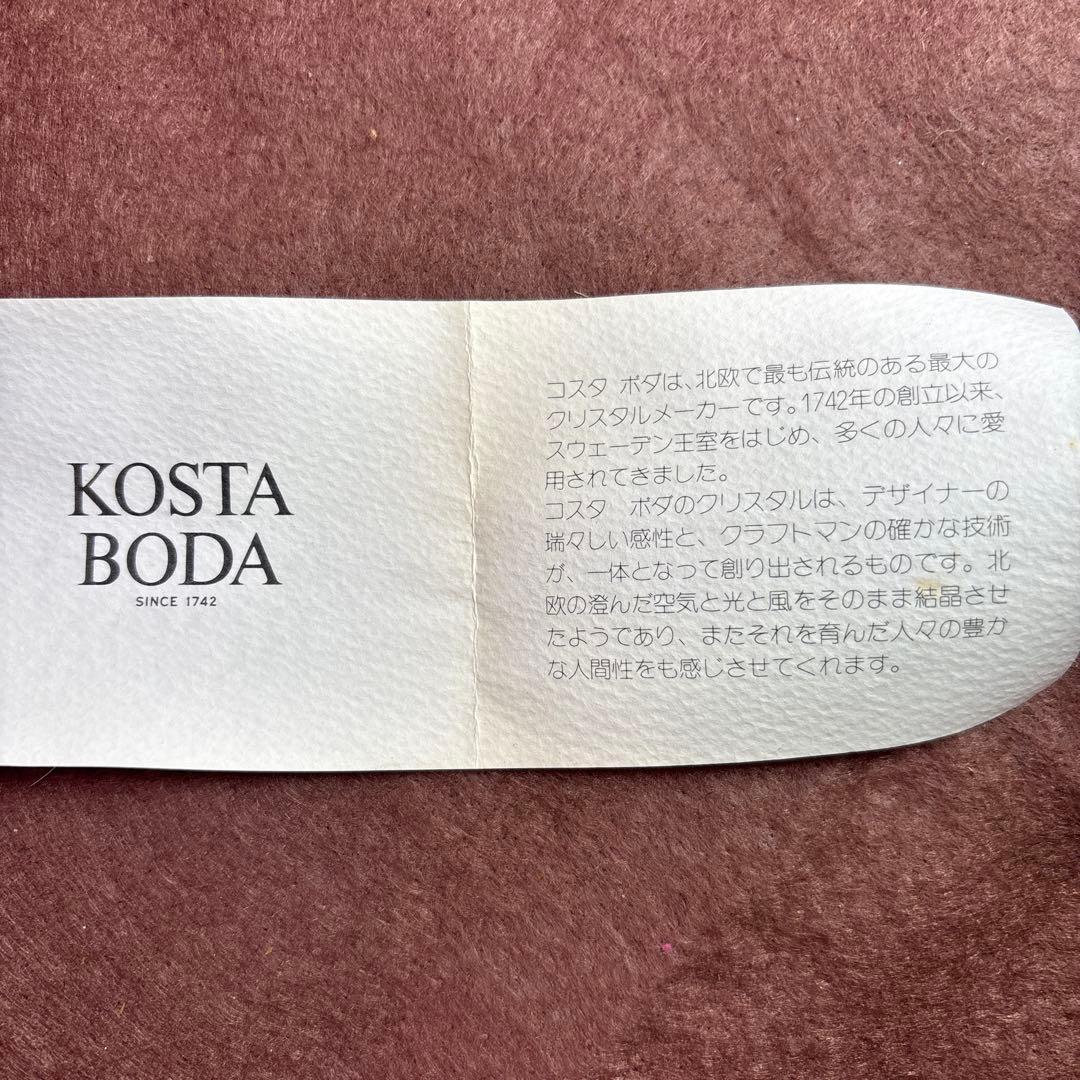 KOSTA
BODA
SINCE 1742
コスタ ボダは、北欧で最も伝統のある最大の
クリスタルメーカーです。1742年の創立以来、
スウェーデン王室をはじめ、多くの人々に愛
用されてきました。
コスタ ボダのクリスタルは、デザイナーの
瑞々しい感性と、クラフトマンの確かな技術
が、一体となって創り出されるものです。北
欧の澄んだ空気と光と風をそのまま結晶させ
たようであり、またそれを育んだ人々の豊か
な人間性をも感じさせてくれます。